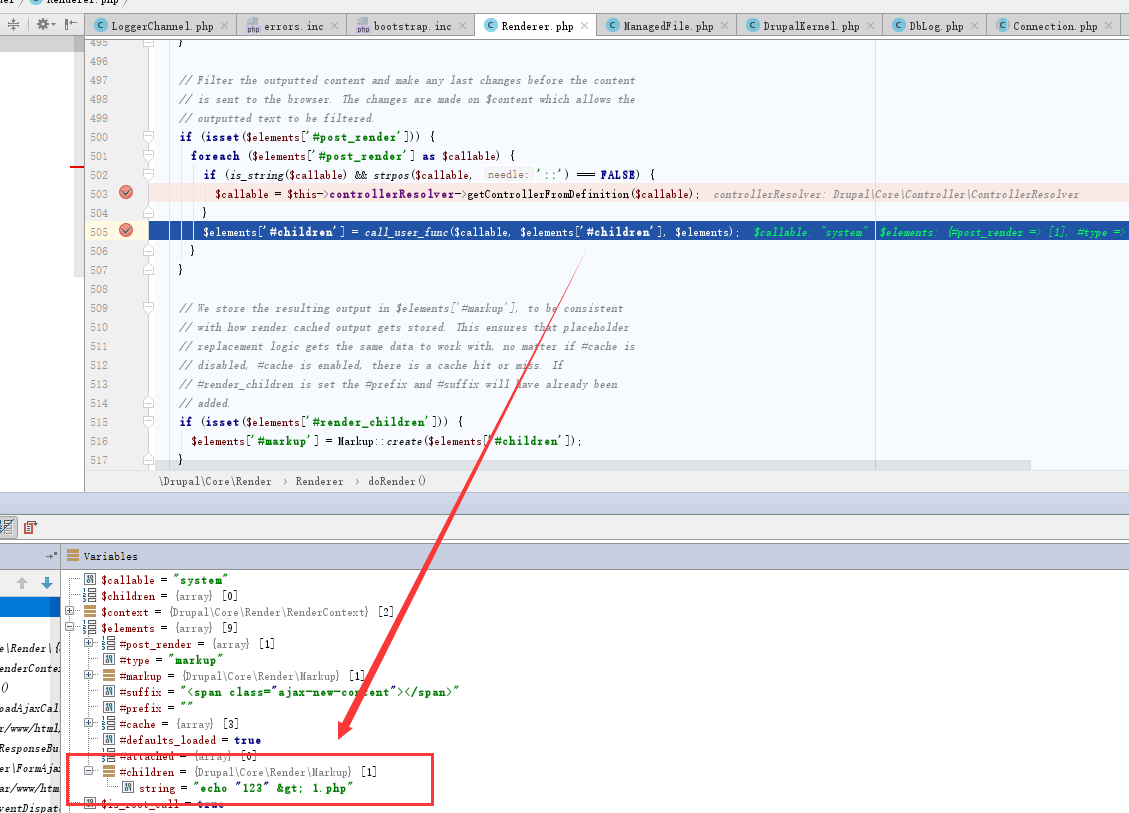 Renderer.php
LoggerChannel.php
errors.inc
bootstrap.inc
Renderer.php
ManagedFile.php
DrupalKernel.php
DbLog.php
Connection.php
495 }
496
497 // Filter the outputted content and make any last changes before the content
498 // is sent to the browser. The changes are made on $content which allows the
499 // outputted text to be filtered.
500 if (isset($elements['#post_render'])) {
501 foreach ($elements['#post_render'] as $callable) {
502 if (is_string($callable) && strpos($callable, needle: '::') === FALSE) {
503 $callable = $this->controllerResolver->getControllerFromDefinition($callable); controllerResolver: Drupal\Core\Controller\ControllerResolver
504 }
505 $elements['#children'] = call_user_func($callable, $elements['#children'], $elements); $callable: "system" $elements: {#post_render => [1], #type =>
506 }
507 }
508
509 // We store the resulting output in $elements['#markup'], to be consistent
510 // with how render cached output gets stored. This ensures that placeholder
511 // replacement logic gets the same data to work with, no matter if #cache is
512 // disabled, #cache is enabled, there is a cache hit or miss. If
513 // #render_children is set the #prefix and #suffix will have already been
514 // added.
515 if (isset($elements['#render_children'])) {
516 $elements['#markup'] = Markup::create($elements['#children']);
517 }
\Drupal\Core\Render › Renderer › doRender()
Variables
$callable = "system"
$children = {array} [0]
$context = {Drupal\Core\Render\RenderContext} [2]
$elements = {array} [9]
#post_render = {array} [1]
#type = "markup"
#markup = {Drupal\Core\Render\Markup} [1]
#suffix = "<span class="ajax-new-content"></span>"
#prefix = ""
#cache = {array} [3]
#defaults_loaded = true
#attached = {array} [0]
#children = {Drupal\Core\Render\Markup} [1]
string = "echo "123" &gt; 1.php"
$is_root_call = true
e\Render\{
enderConte
()
oadAjaxCal
r/www/html,
ResponseBu
er\FormAja
ar/www/htm
ventDispat